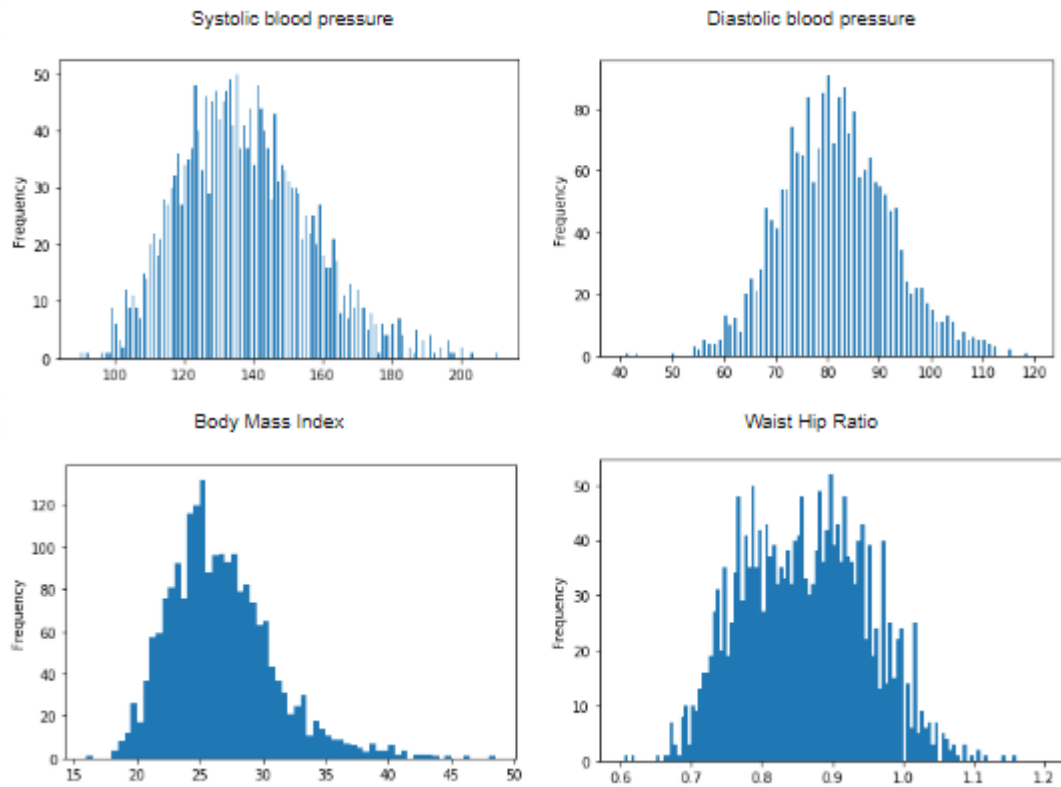 Systolic blood pressure
Frequency
50
40
30
20
10
0
100 120 140 160 180 200
Diastolic blood pressure
Frequency
80
60
40
20
0
40 50 60 70 80 90 100 110 120
Body Mass Index
Frequency
120
100
80
60
40
20
0
15 20 25 30 35 40 45 50
Waist Hip Ratio
Frequency
50
40
30
20
10
0
0.6 0.7 0.8 0.9 1.0 1.1 1.2